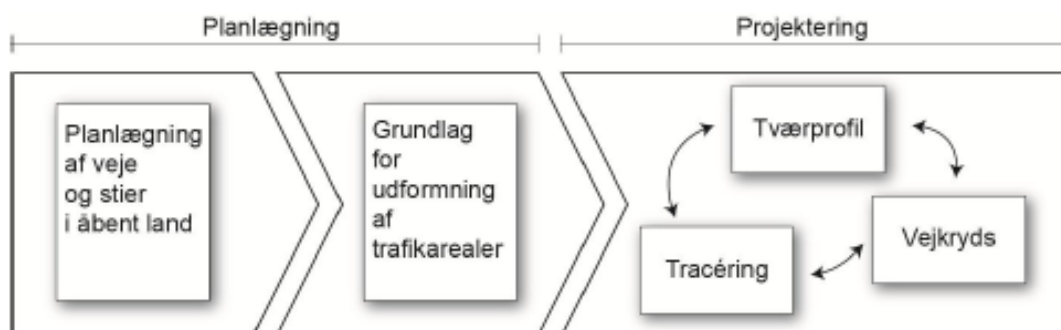 Planlægning
Projektering
Planlægning
af veje
og stier
i åbent land
Grundlag
for
udformning
af
trafikarealer
Tværprofil
Vejkryds
Tracéring